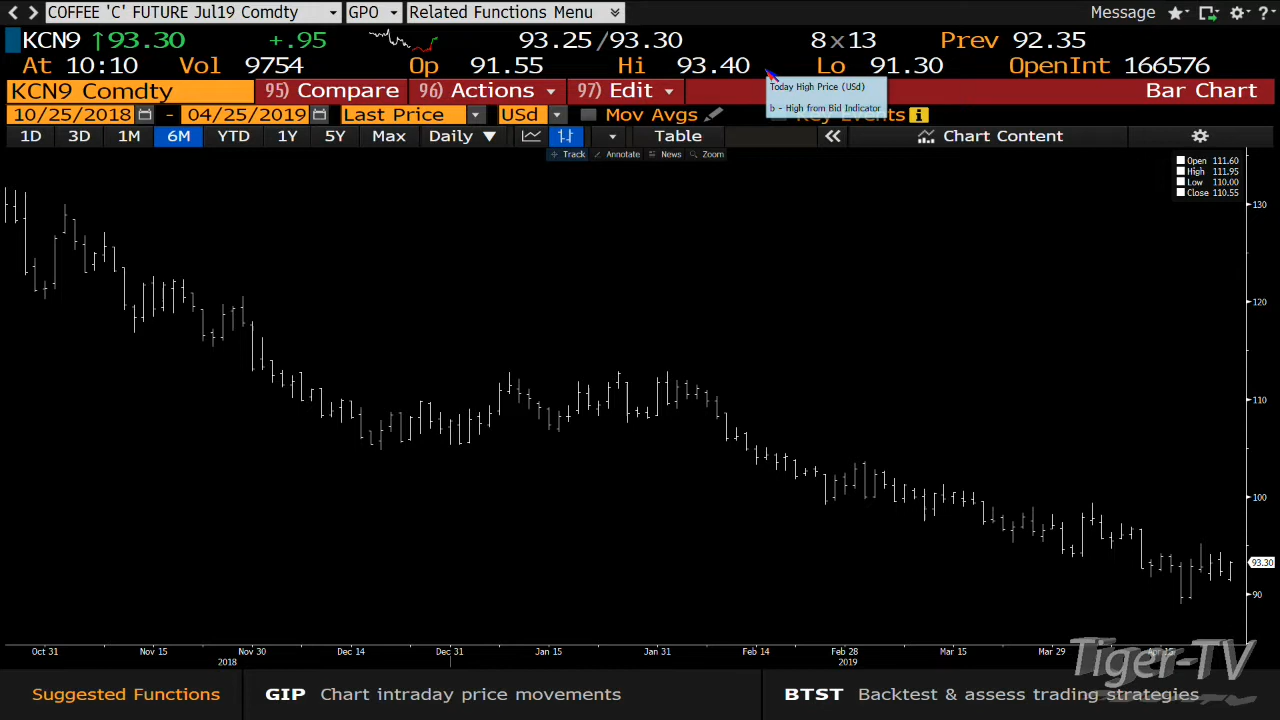 COFFEE 'C' FUTURE Jul19 Comdty GPO Related Functions Menu Message ?
KCN9 ↑93.30 +.95 93.25/93.30 8x13 Prev 92.35
At 10:10 Vol 9754 Op 91.55 Hi 93.40 Lo 91.30 OpenInt 166576
KCN9 Comdty 95) Compare 96) Actions 97) Edit Bar Chart
Today High Price (USd)
b - High from Bid Indicator
10/25/2018 - 04/25/2019 Last Price USd Mov Avgs Key Events i
1D 3D 1M 6M YTD 1Y 5Y Max Daily ▼ Table « Chart Content
Track Annotate News Zoom
Open 111.60
High 111.95
Low 110.00
Close 110.55
130
120
110
100
93.30
90
Oct 31 Nov 15 Nov 30 Dec 14 Dec 31 Jan 15 Jan 31 Feb 14 Feb 28 Mar 15 Mar 29 Apr 15
2018 2019
Tiger-TV
Suggested Functions GIP Chart intraday price movements BTST Backtest & assess trading strategies